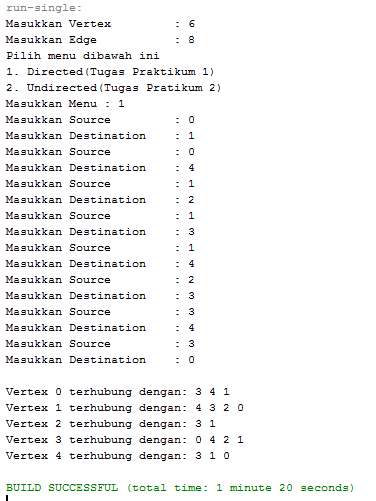 run-single:
Masukkan Vertex : 6
Masukkan Edge : 8
Pilih menu dibawah ini
1. Directed(Tugas Praktikum 1)
2. Undirected(Tugas Pratikum 2)
Masukkan Menu : 1
Masukkan Source : 0
Masukkan Destination : 1
Masukkan Source : 0
Masukkan Destination : 4
Masukkan Source : 1
Masukkan Destination : 2
Masukkan Source : 1
Masukkan Destination : 3
Masukkan Source : 1
Masukkan Destination : 4
Masukkan Source : 2
Masukkan Destination : 3
Masukkan Source : 3
Masukkan Destination : 4
Masukkan Source : 3
Masukkan Destination : 0
Vertex 0 terhubung dengan: 3 4 1
Vertex 1 terhubung dengan: 4 3 2 0
Vertex 2 terhubung dengan: 3 1
Vertex 3 terhubung dengan: 0 4 2 1
Vertex 4 terhubung dengan: 3 1 0
BUILD SUCCESSFUL (total time: 1 minute 20 seconds)